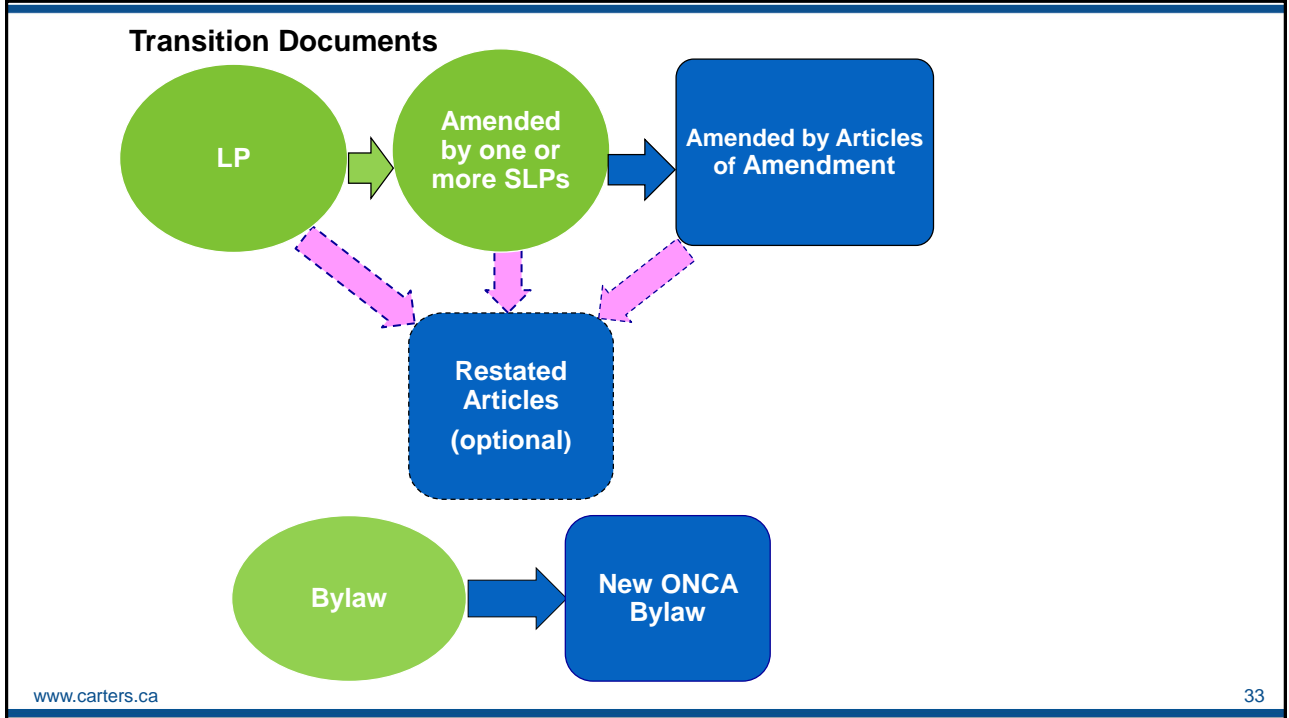 Transition Documents
LP
Amended
by one or
more SLPs
Amended by Articles
of Amendment
Restated
Articles
(optional)
Bylaw
New ONCA
Bylaw
www.carters.ca
33